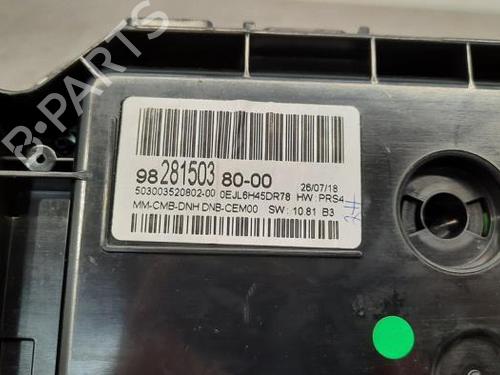 98 281503 80-00
26/07/18
503003520802-00 0EJL6H45DR78 HW: PRS4
MM-CMB-DNH DNB-CEM00 SW: 10.81 B3
B-PARTS